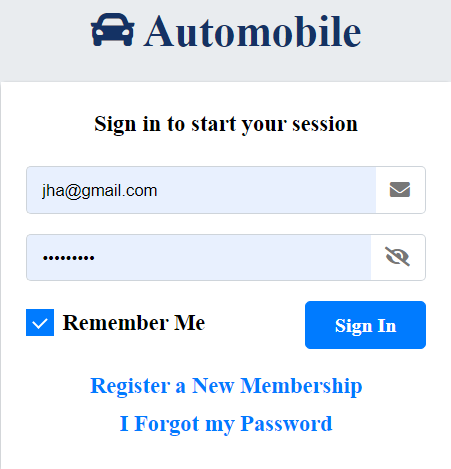 Automobile
Sign in to start your session
jha@gmail.com
•••••••••
Remember Me
Sign In
Register a New Membership
I Forgot my Password